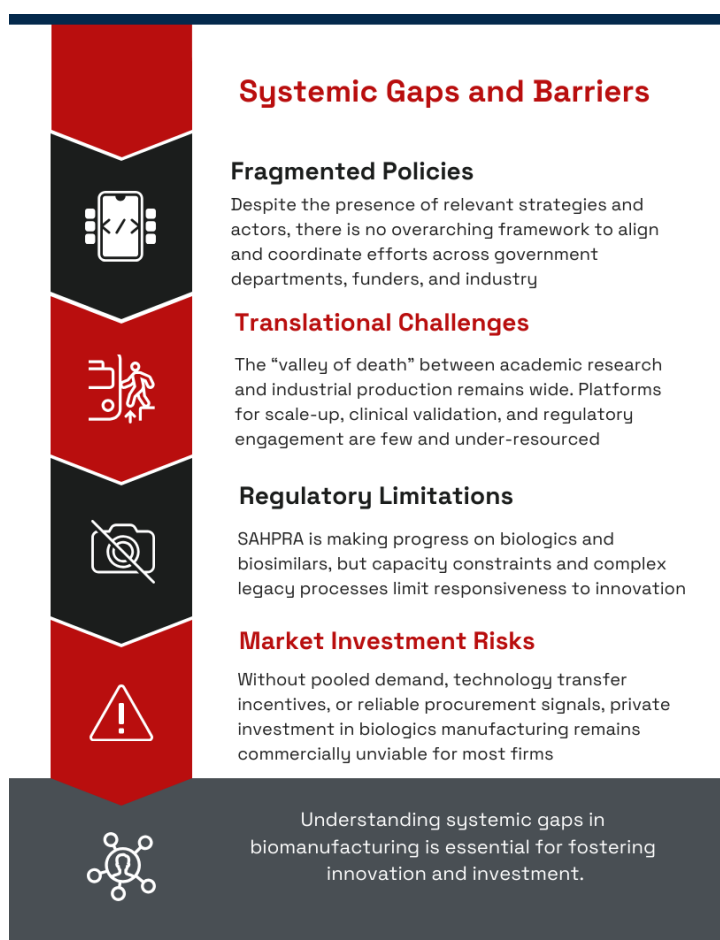 Systemic Gaps and Barriers
Fragmented Policies
Despite the presence of relevant strategies and
actors, there is no overarching framework to align
and coordinate efforts across government
departments, funders, and industry
Translational Challenges
The “valley of death” between academic research
and industrial production remains wide. Platforms
for scale-up, clinical validation, and regulatory
engagement are few and under-resourced
Regulatory Limitations
SAHPRA is making progress on biologics and
biosimilars, but capacity constraints and complex
legacy processes limit responsiveness to innovation
Market Investment Risks
Without pooled demand, technology transfer
incentives, or reliable procurement signals, private
investment in biologics manufacturing remains
commercially unviable for most firms
Understanding systemic gaps in
biomanufacturing is essential for fostering
innovation and investment.